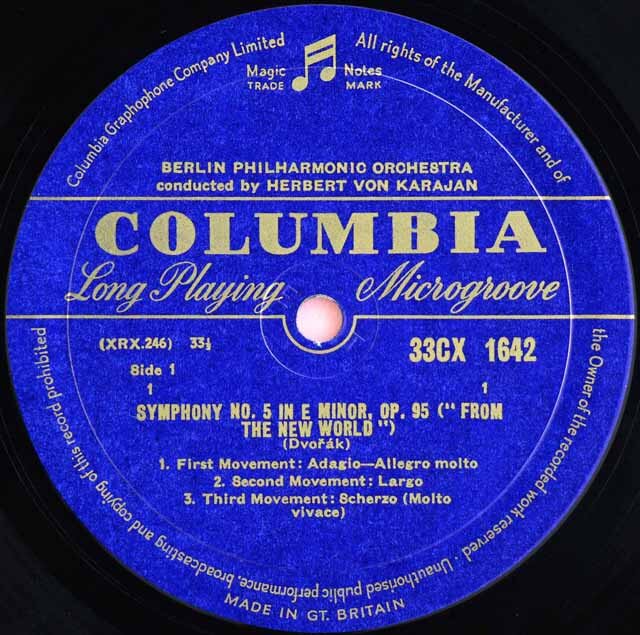 Columbia Graphophone Company Limited
All rights of the Manufacturer and of
the Owner of the recorded work reserved · Unauthorised public performance, broadcasting and copying of this record prohibited
Magic Notes
TRADE MARK
BERLIN PHILHARMONIC ORCHESTRA
conducted by HERBERT VON KARAJAN
COLUMBIA
Long Playing Microgroove
(XRX.246) 33⅓
33CX 1642
Side 1
1 1
SYMPHONY NO. 5 IN E MINOR, OP. 95 (“ FROM
THE NEW WORLD ”)
(Dvořák)
1. First Movement: Adagio—Allegro molto
2. Second Movement: Largo
3. Third Movement: Scherzo (Molto
vivace)
MADE IN GT. BRITAIN